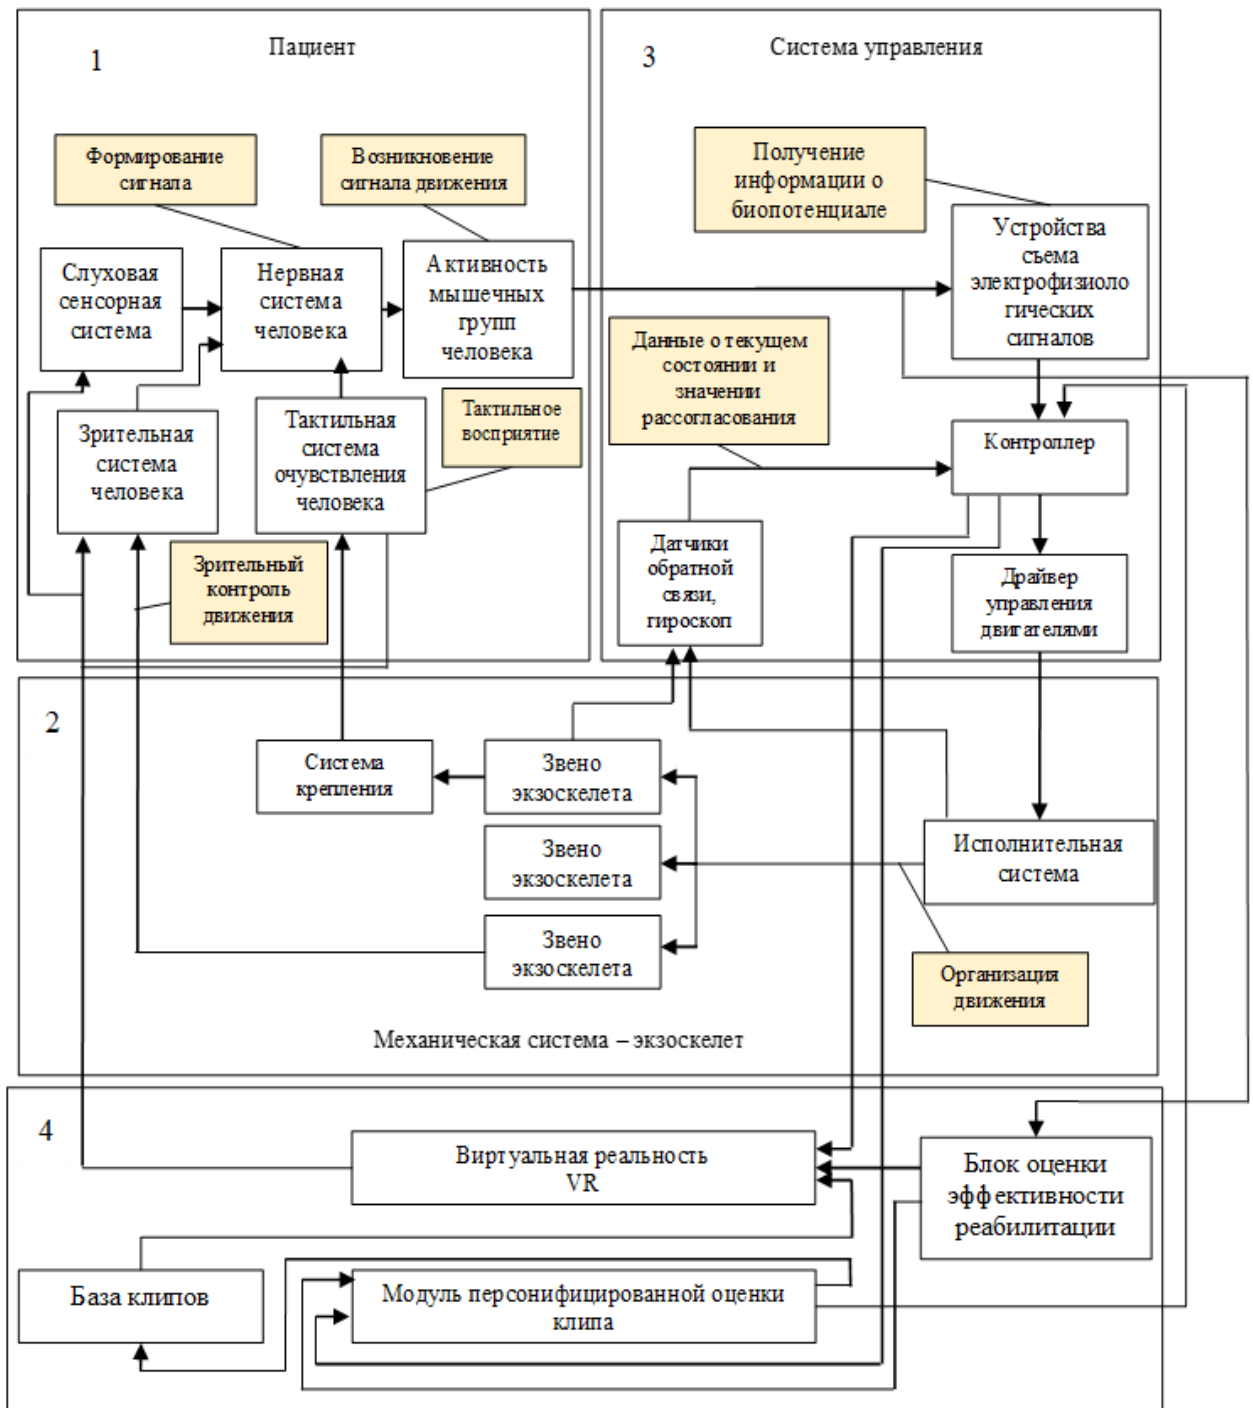 1
Пациент
Формирование
сигнала
Возникновение
сигнала движения
Слуховая
сенсорная
система
Нервная
система
человека
Активность
мышечных
групп
человека
Зрительная
система
человека
Тактильная
система
очувствления
человека
Тактильное
восприятие
Зрительный
контроль
движения
3
Система управления
Получение
информации о
биопотенциале
Устройства
съема
электрофизиоло
гических
сигналов
Данные о текущем
состоянии и
значении
рассогласования
Контроллер
Датчики
обратной
связи,
гироскоп
Драйвер
управления
двигателями
2
Система
крепления
Звено
экзоскелета
Звено
экзоскелета
Звено
экзоскелета
Исполнительная
система
Организация
движения
Механическая система – экзоскелет
4
Виртуальная реальность
VR
Блок оценки
эффективности
реабилитации
База клипов
Модуль персонифицированной оценки
клипа